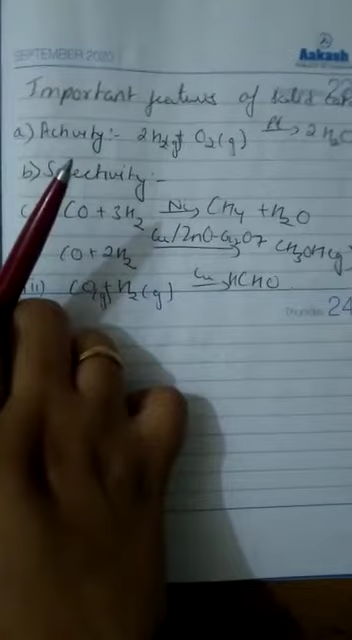 SEPTEMBER 2020
Aakash
Important features of solid
a) Activity:- 2H₂(g)+ O₂(g) Pt→ 2H₂O
b) Selectivity:-
CO + 3H₂ Ni→ CH₄ + H₂O
CO + 2H₂ Cu/ZnO-Cr₂O₃→ CH₃OH(g)
iii) CO(g)+H₂(g) Cu→ HCHO
Thursday 24